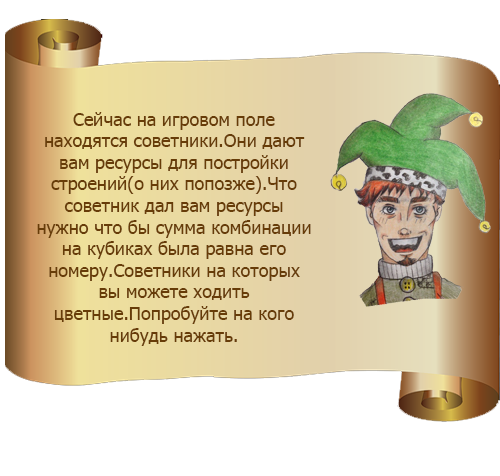 Сейчас на игровом поле
находятся советники.Они дают
вам ресурсы для постройки
строений(о них попозже).Что
советник дал вам ресурсы
нужно что бы сумма комбинации
на кубиках была равна его
номеру.Советники на которых
вы можете ходить
цветные.Попробуйте на кого
нибудь нажать.